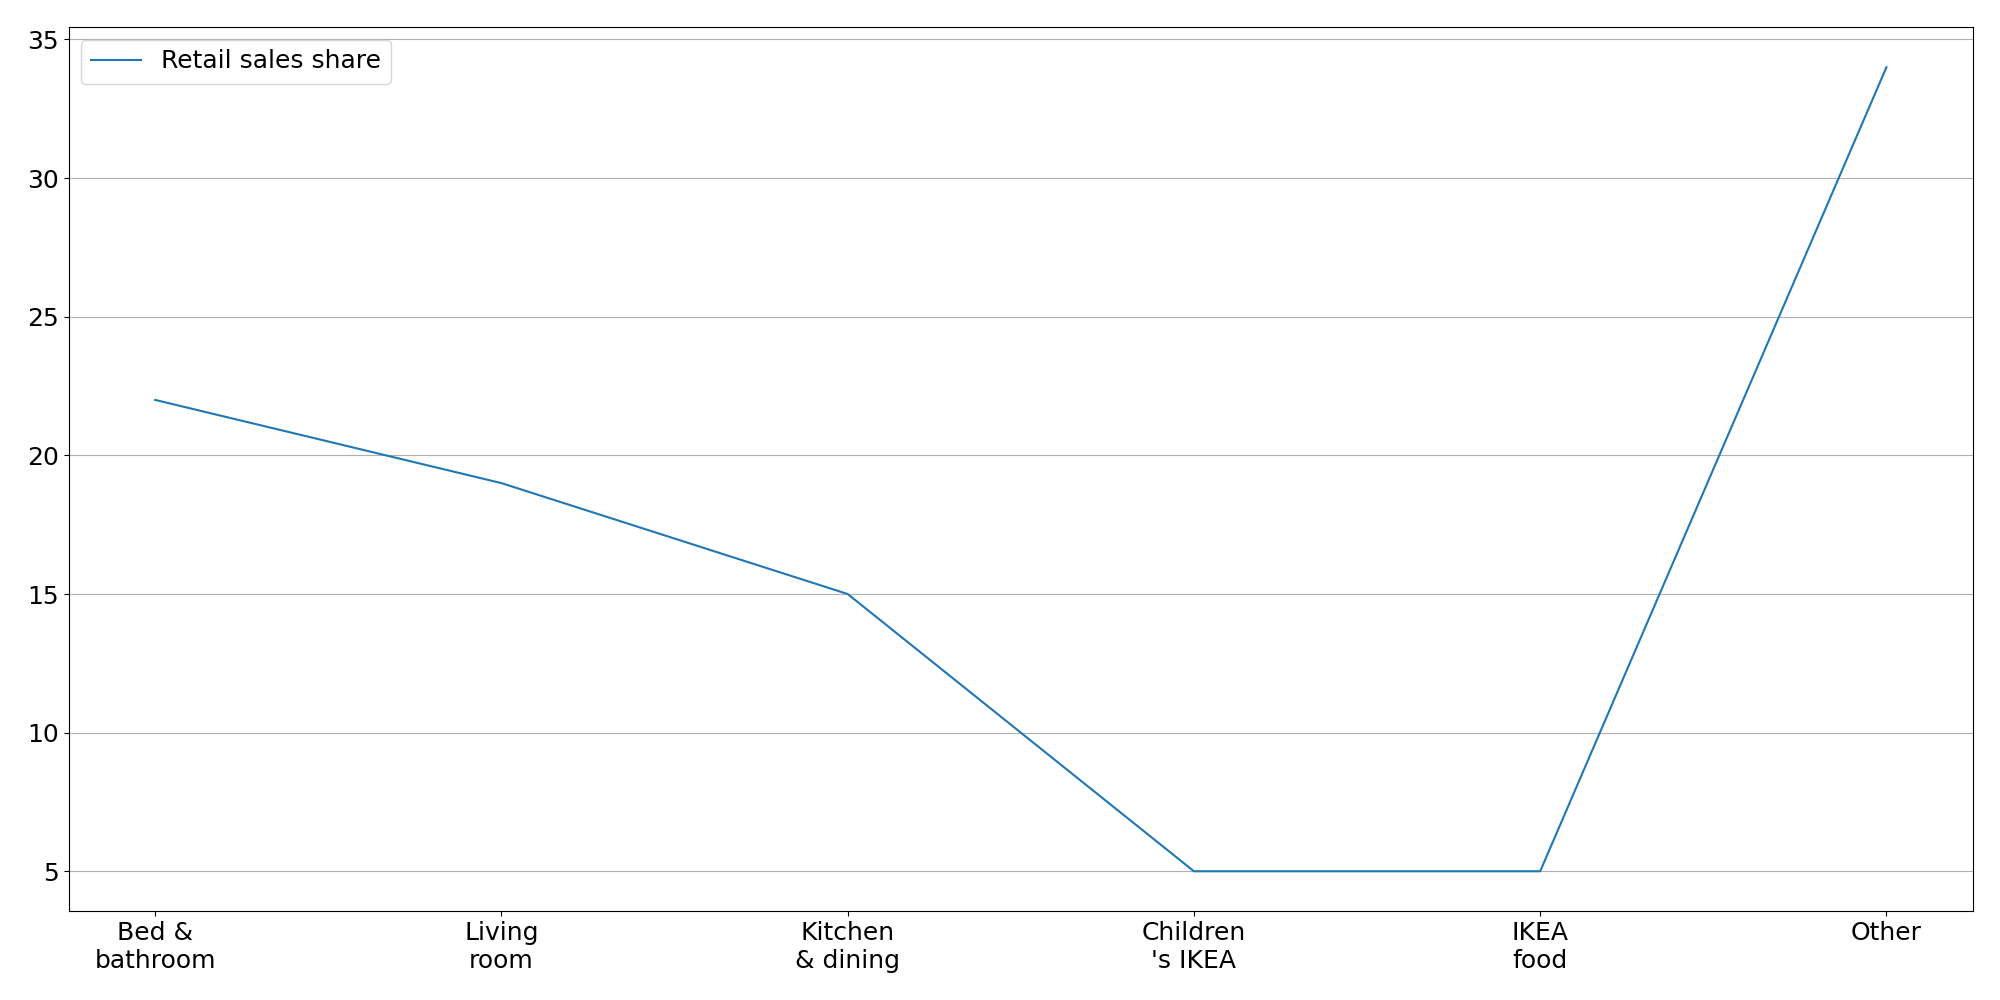 Retail sales share
35
30
25
20
15
10
5
Bed &
bathroom
Living
room
Kitchen
& dining
Children
's IKEA
IKEA
food
Other